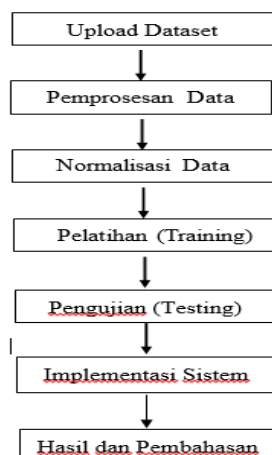 Upload Dataset
Pemprosesan Data
Normalisasi Data
Pelatihan (Training)
Pengujian (Testing)
Implementasi Sistem
Hasil dan Pembahasan